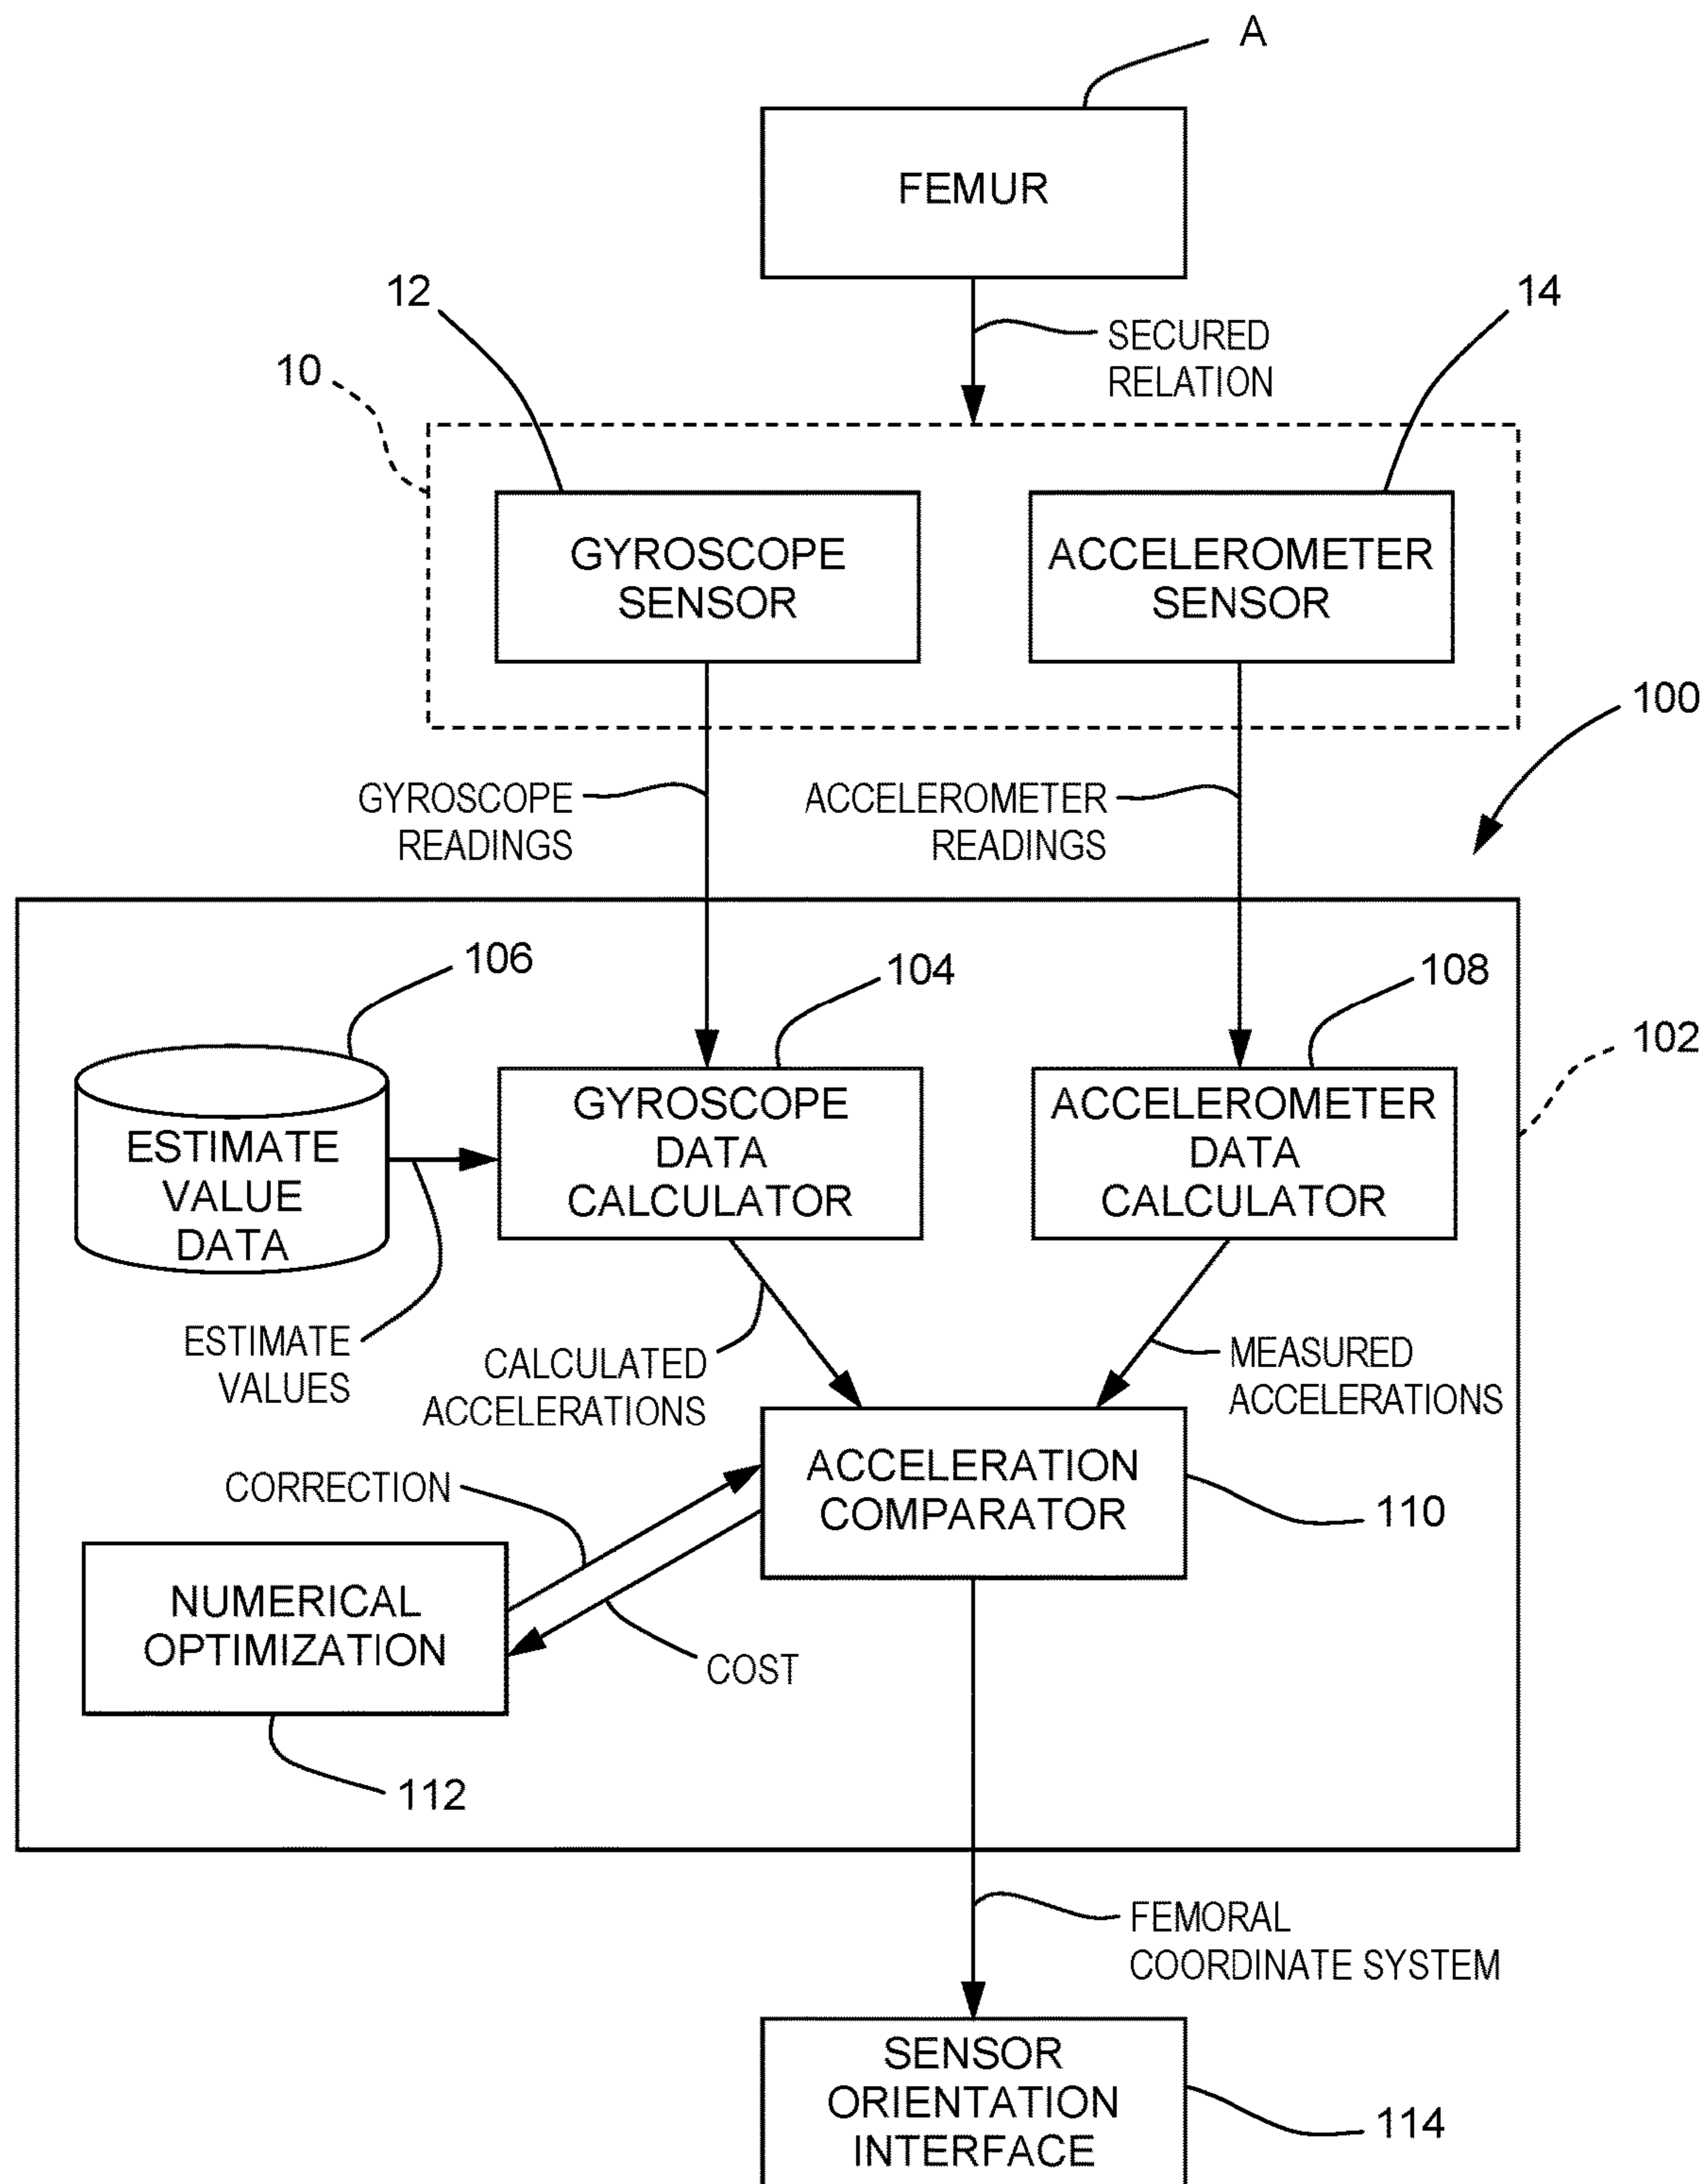 A
FEMUR
12
14
SECURED
RELATION
10
GYROSCOPE
SENSOR
ACCELEROMETER
SENSOR
100
GYROSCOPE
READINGS
ACCELEROMETER
READINGS
106
104
108
102
ESTIMATE
VALUE
DATA
GYROSCOPE
DATA
CALCULATOR
ACCELEROMETER
DATA
CALCULATOR
ESTIMATE
VALUES
CALCULATED
ACCELERATIONS
MEASURED
ACCELERATIONS
CORRECTION
ACCELERATION
COMPARATOR
110
NUMERICAL
OPTIMIZATION
COST
112
FEMORAL
COORDINATE SYSTEM
SENSOR
ORIENTATION
INTERFACE
114